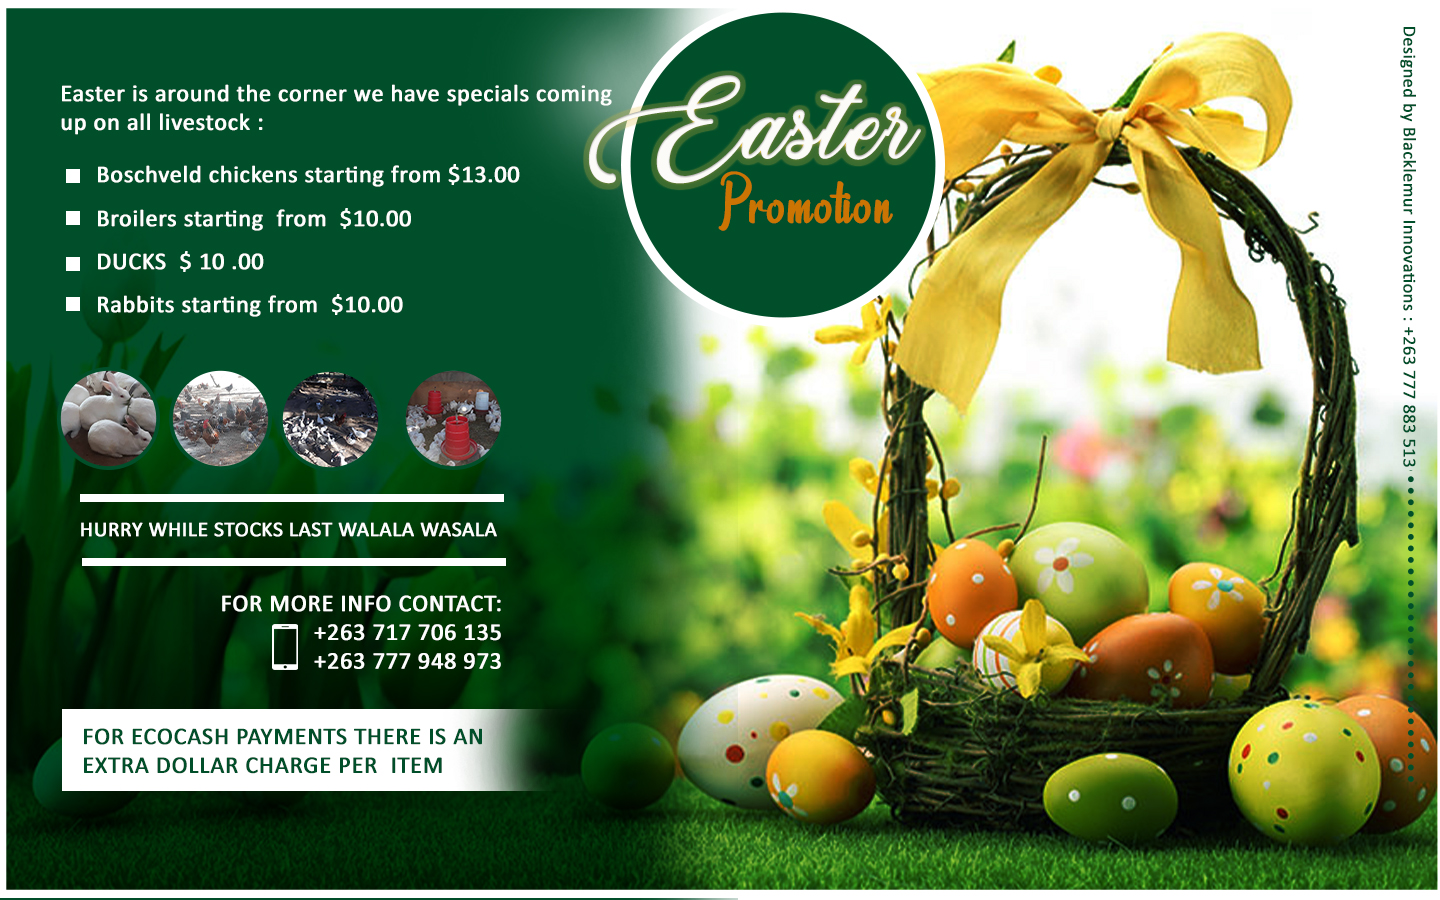 Easter
Promotion
Easter is around the corner we have specials coming
up on all livestock :
Boschveld chickens starting from $13.00
Broilers starting  from  $10.00
DUCKS  $ 10 .00
Rabbits starting from  $10.00
HURRY WHILE STOCKS LAST WALALA WASALA
FOR MORE INFO CONTACT:
+263 717 706 135
+263 777 948 973
FOR ECOCASH PAYMENTS THERE IS AN
EXTRA DOLLAR CHARGE PER  ITEM
Designed by Blacklemur Innovations : +263 777 883 513